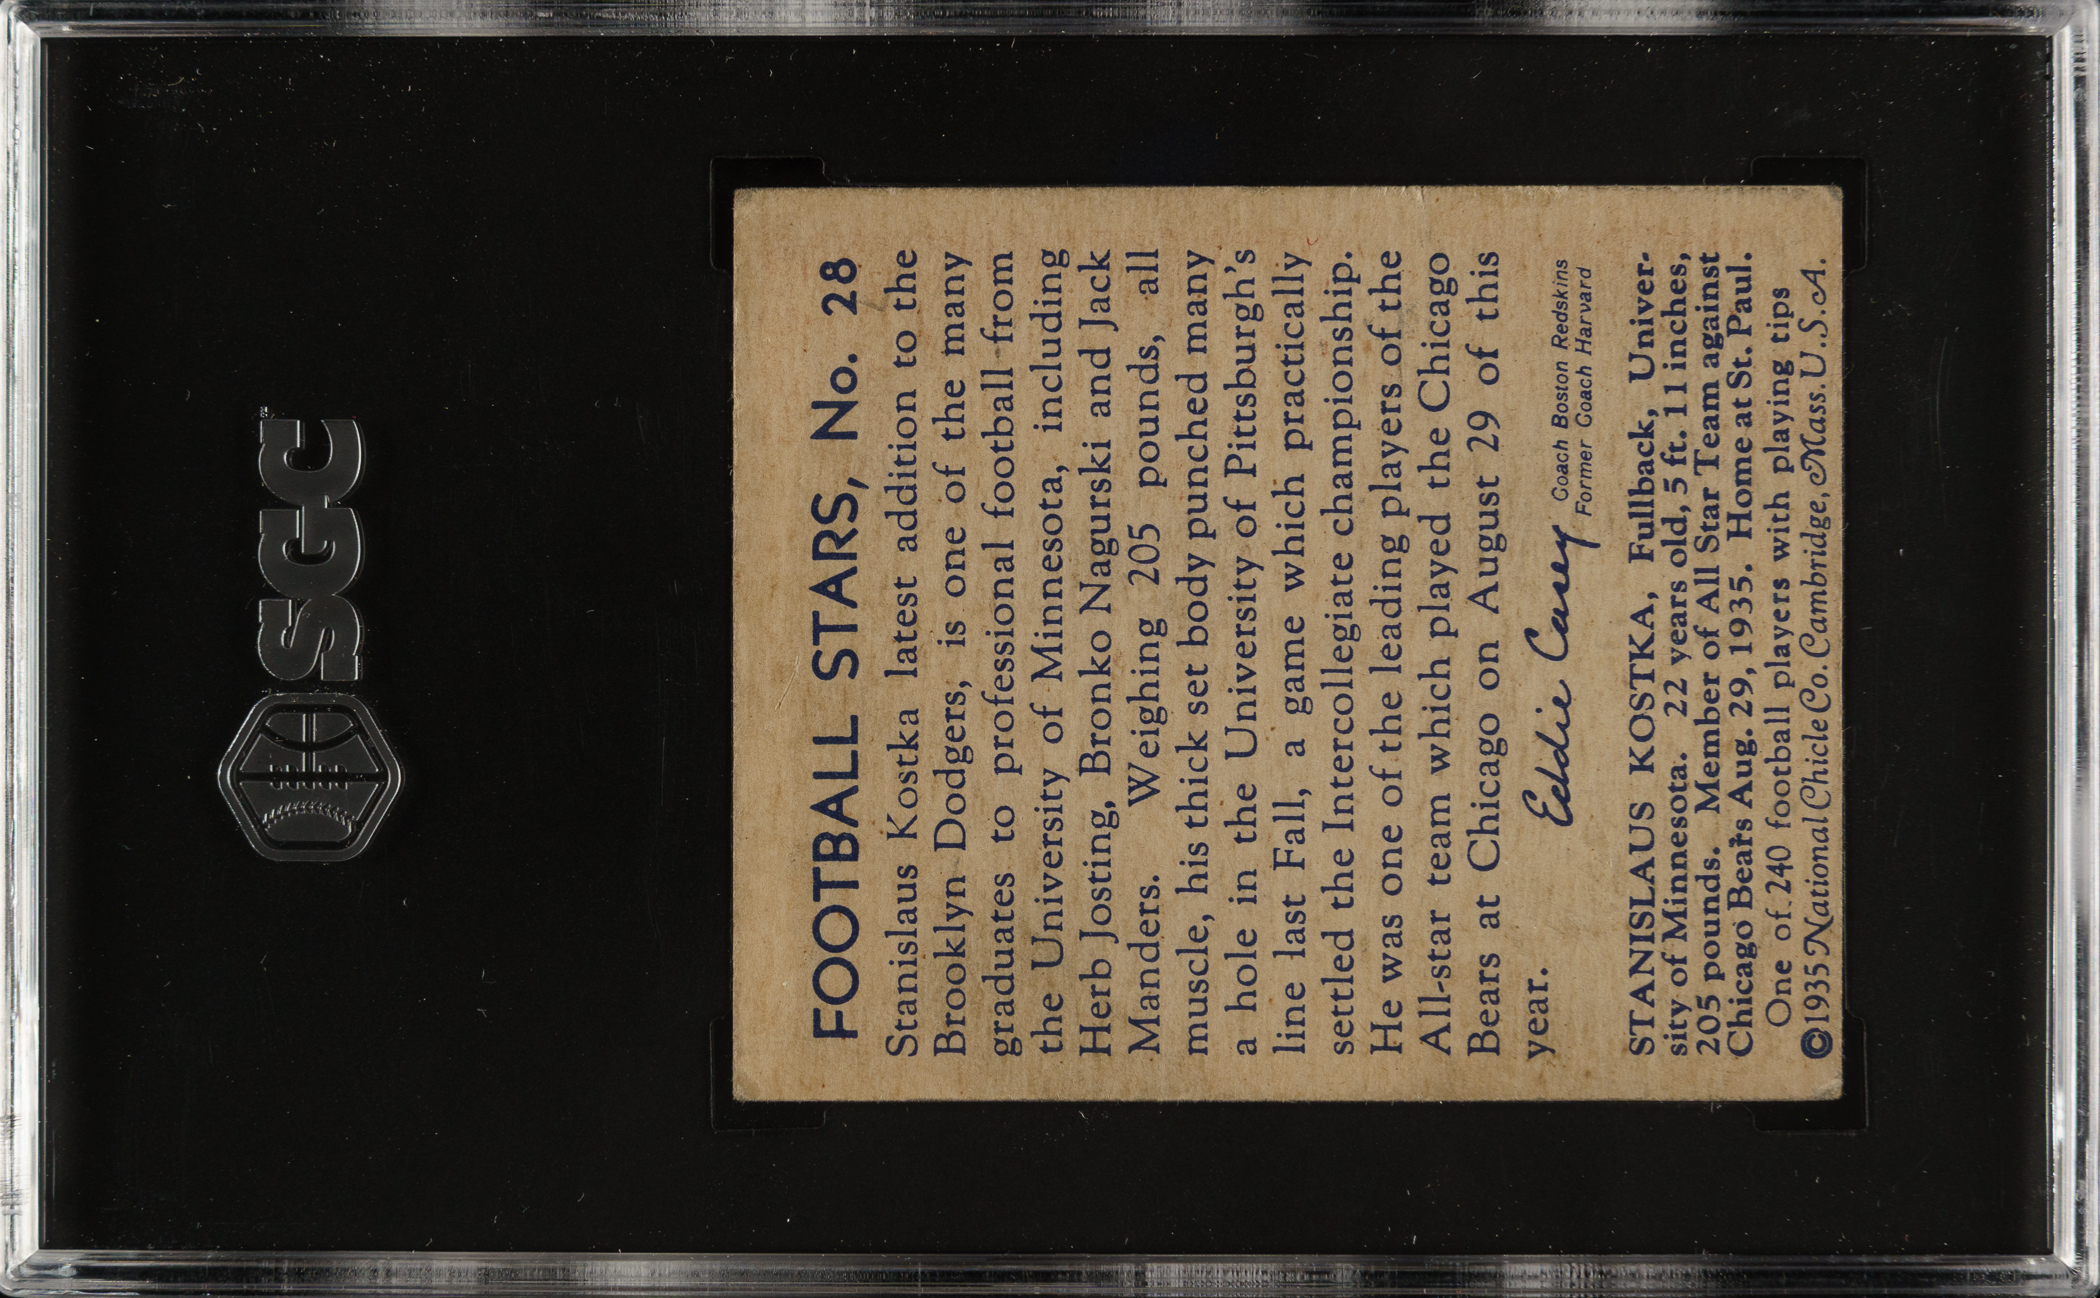 SGC
FOOTBALL STARS, No. 28
Stanislaus Kostka latest addition to the
Brooklyn Dodgers, is one of the many
graduates to professional football from
the University of Minnesota, including
Herb Josting, Bronko Nagurski and Jack
Manders. Weighing 205 pounds, all
muscle, his thick set body punched many
a hole in the University of Pittsburgh's
line last Fall, a game which practically
settled the Intercollegiate championship.
He was one of the leading players of the
All-star team which played the Chicago
Bears at Chicago on August 29 of this
year.
Eddie Casey
Coach Boston Redskins
Former Coach Harvard
STANISLAUS KOSTKA, Fullback, Univer-
sity of Minnesota. 22 years old, 5 ft. 11 inches,
205 pounds. Member of All Star Team against
Chicago Bears Aug. 29, 1935. Home at St. Paul.
One of 240 football players with playing tips
©1935 National Chicle Co. Cambridge, Mass. U.S.A.